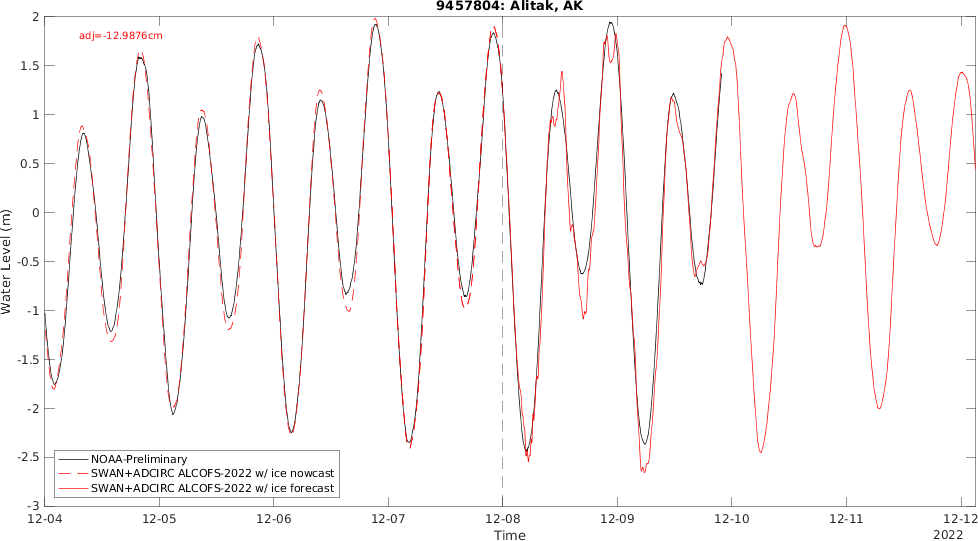 9457804: Alitak, AK
adj=-12.9876cm
2
1.5
1
0.5
0
-0.5
-1
-1.5
-2
-2.5
-3
Water Level (m)
NOAA-Preliminary
SWAN+ADCIRC ALCOFS-2022 w/ ice nowcast
SWAN+ADCIRC ALCOFS-2022 w/ ice forecast
12-04 12-05 12-06 12-07 12-08 12-09 12-10 12-11 12-12
Time
2022